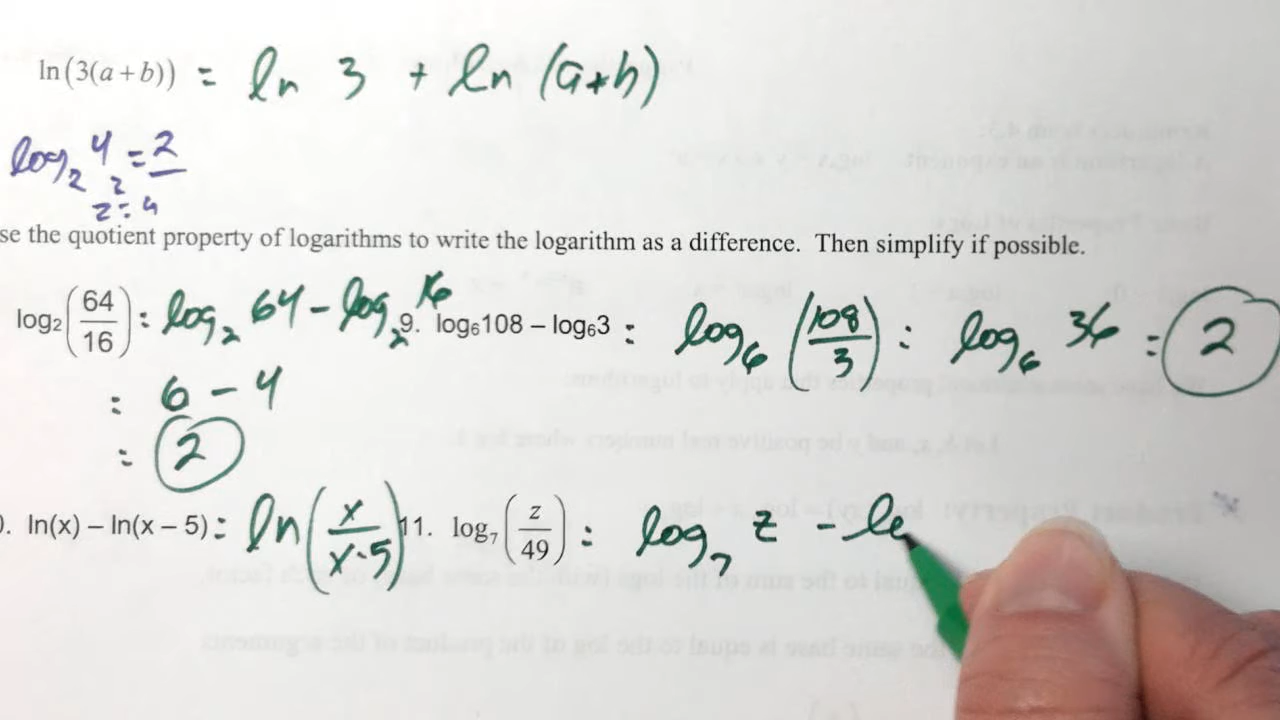 ln(3(a+b)) = ln 3 + ln (a+b)
log₂ 4 = 2
2² = 4
se the quotient property of logarithms to write the logarithm as a difference. Then simplify if possible.
log₂(64/16) = log₂ 64 - log₂ 16
= 6 - 4
= 2
9. log₆108 – log₆3 = log₆ (108/3) = log₆ 36 = 2
). ln(x) – ln(x – 5) = ln(x/x-5)
11. log₇(z/49) = log₇ z - lo